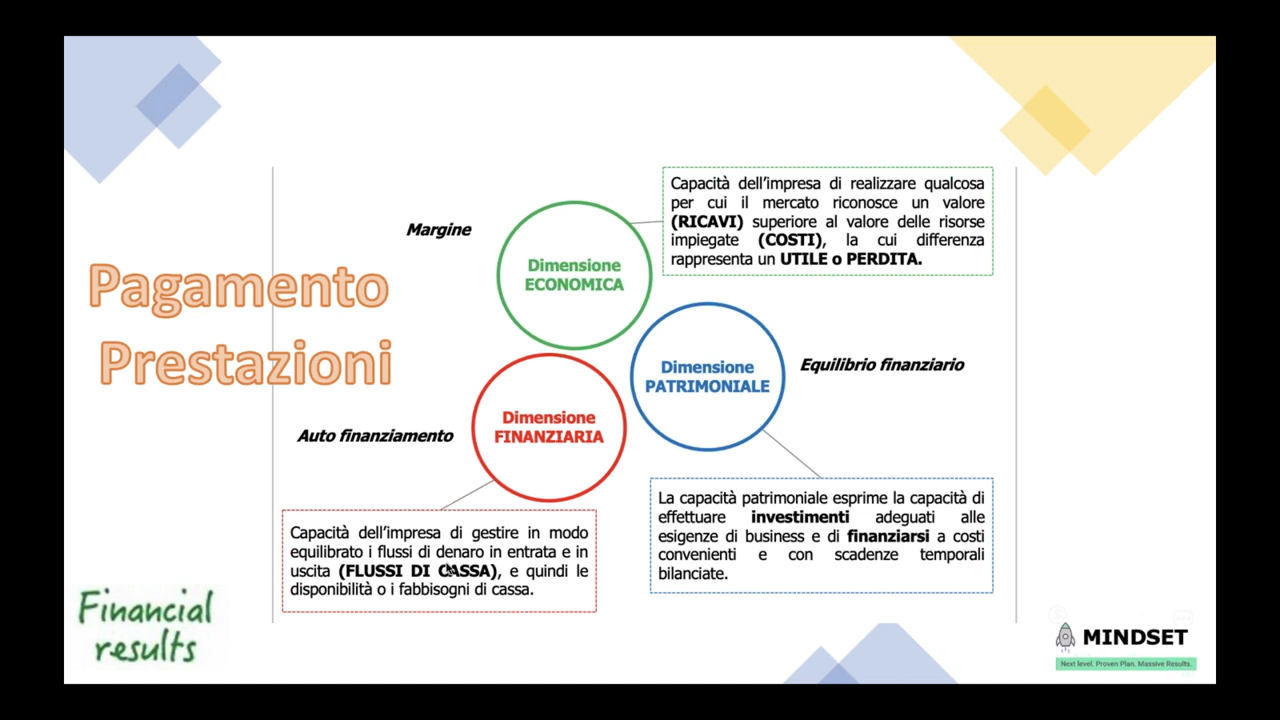 Capacità dell’impresa di realizzare qualcosa
per cui il mercato riconosce un valore
(RICAVI) superiore al valore delle risorse
impiegate (COSTI), la cui differenza
rappresenta un UTILE o PERDITA.
Margine
Dimensione
ECONOMICA
Pagamento
Prestazioni
Dimensione
PATRIMONIALE
Equilibrio finanziario
Dimensione
FINANZIARIA
Auto finanziamento
La capacità patrimoniale esprime la capacità di
effettuare investimenti adeguati alle
esigenze di business e di finanziarsi a costi
convenienti e con scadenze temporali
bilanciate.
Capacità dell’impresa di gestire in modo
equilibrato i flussi di denaro in entrata e in
uscita (FLUSSI DI CASSA), e quindi le
disponibilità o i fabbisogni di cassa.
Financial
results
MINDSET
Next level. Proven Plan. Massive Results.